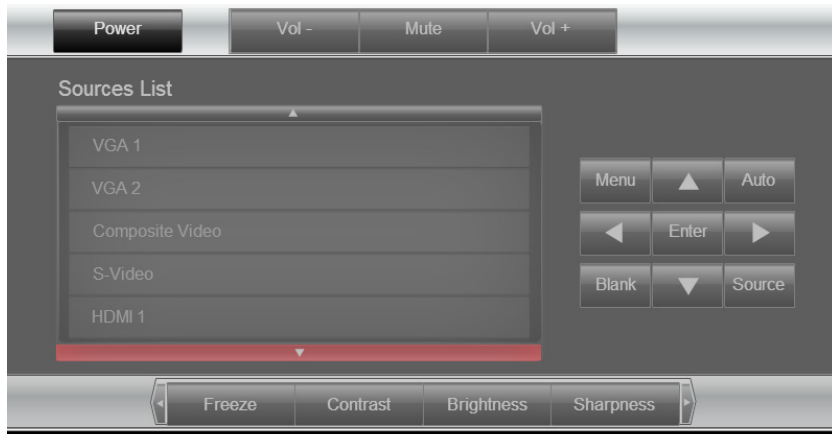 Power Vol - Mute Vol +
Sources List
VGA 1
VGA 2
Composite Video
S-Video
HDMI 1
Menu Auto
Enter
Blank Source
Freeze Contrast Brightness Sharpness